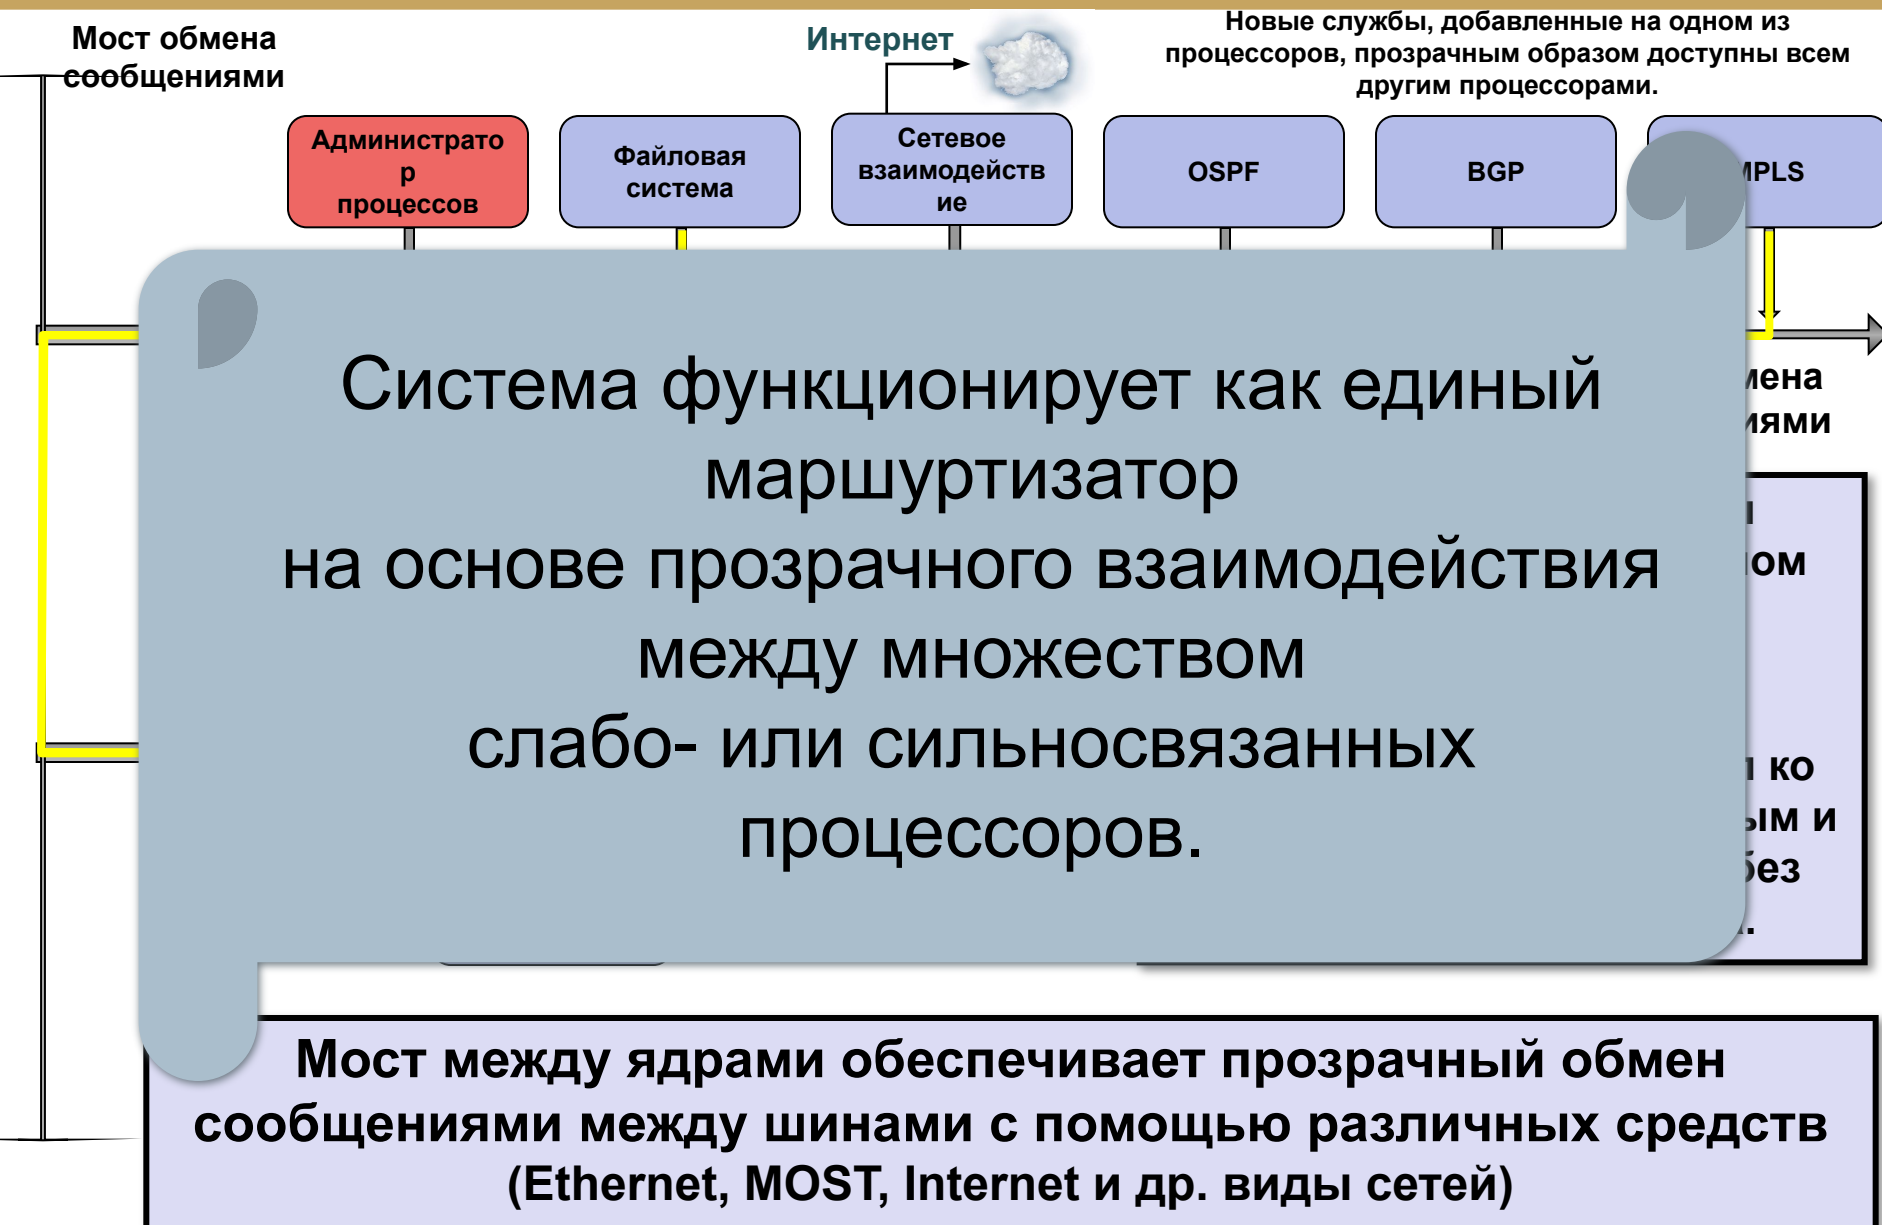 Мост обмена
сообщениями
Интернет
Новые службы, добавленные на одном из
процессоров, прозрачным образом доступны всем
другим процессорами.
Администрато
р
процессов
Файловая
система
Сетевое
взаимодейств
ие
OSPF
BGP
MPLS
Система функционирует как единый
маршуртизатор
на основе прозрачного взаимодействия
между множеством
слабо- или сильносвязанных
процессоров.
ко
и
без
Мост между ядрами обеспечивает прозрачный обмен
сообщениями между шинами с помощью различных средств
(Ethernet, MOST, Internet и др. виды сетей)